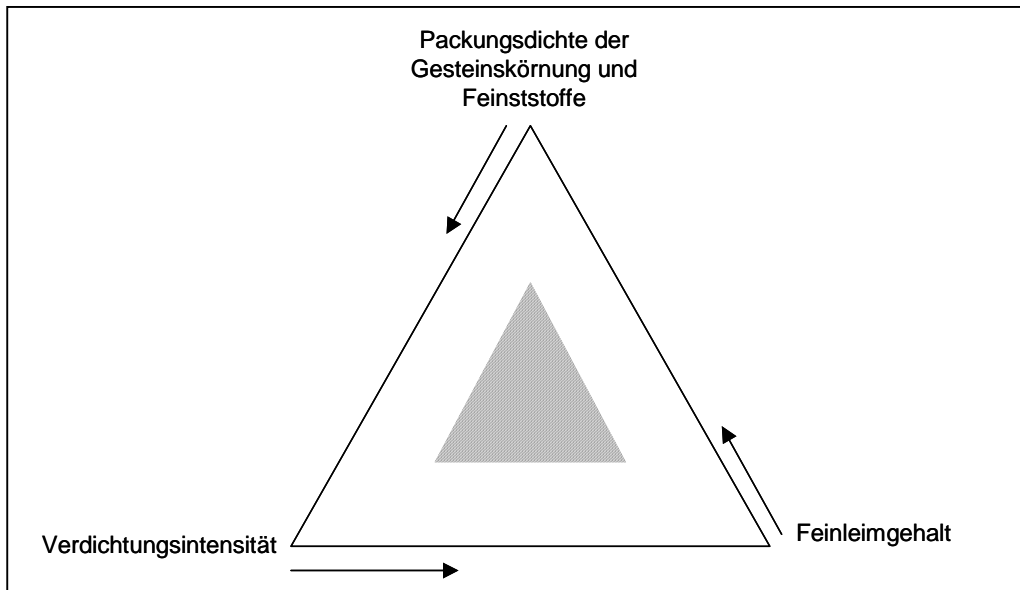 Packungsdichte der
Gesteinskörnung und
Feinststoffe
Verdichtungsintensität
Feinleimgehalt